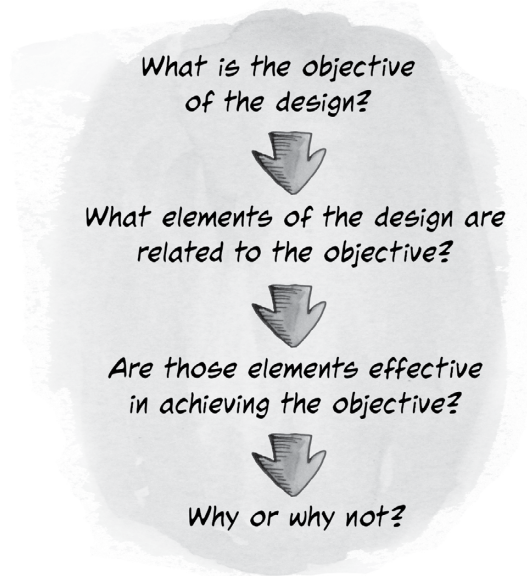 What is the objective
of the design?
What elements of the design are
related to the objective?
Are those elements effective
in achieving the objective?
Why or why not?